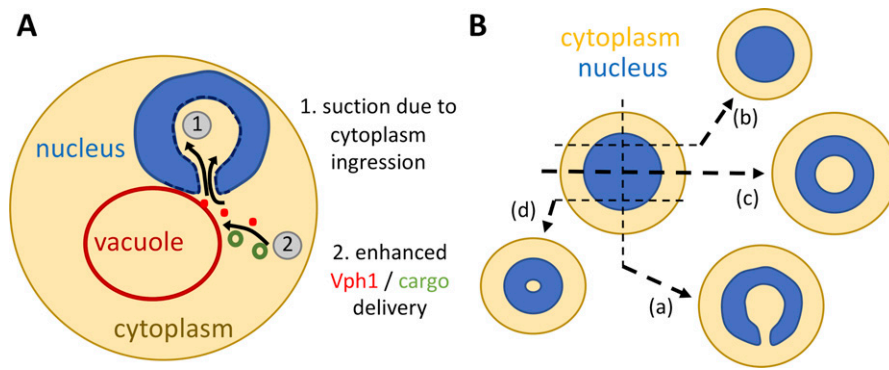 A
1
nucleus
vacuole
2
cytoplasm
1. suction due to
cytoplasm
ingression
2. enhanced
Vph1 / cargo
delivery
B
cytoplasm
nucleus
(b)
(c)
(d)
(a)